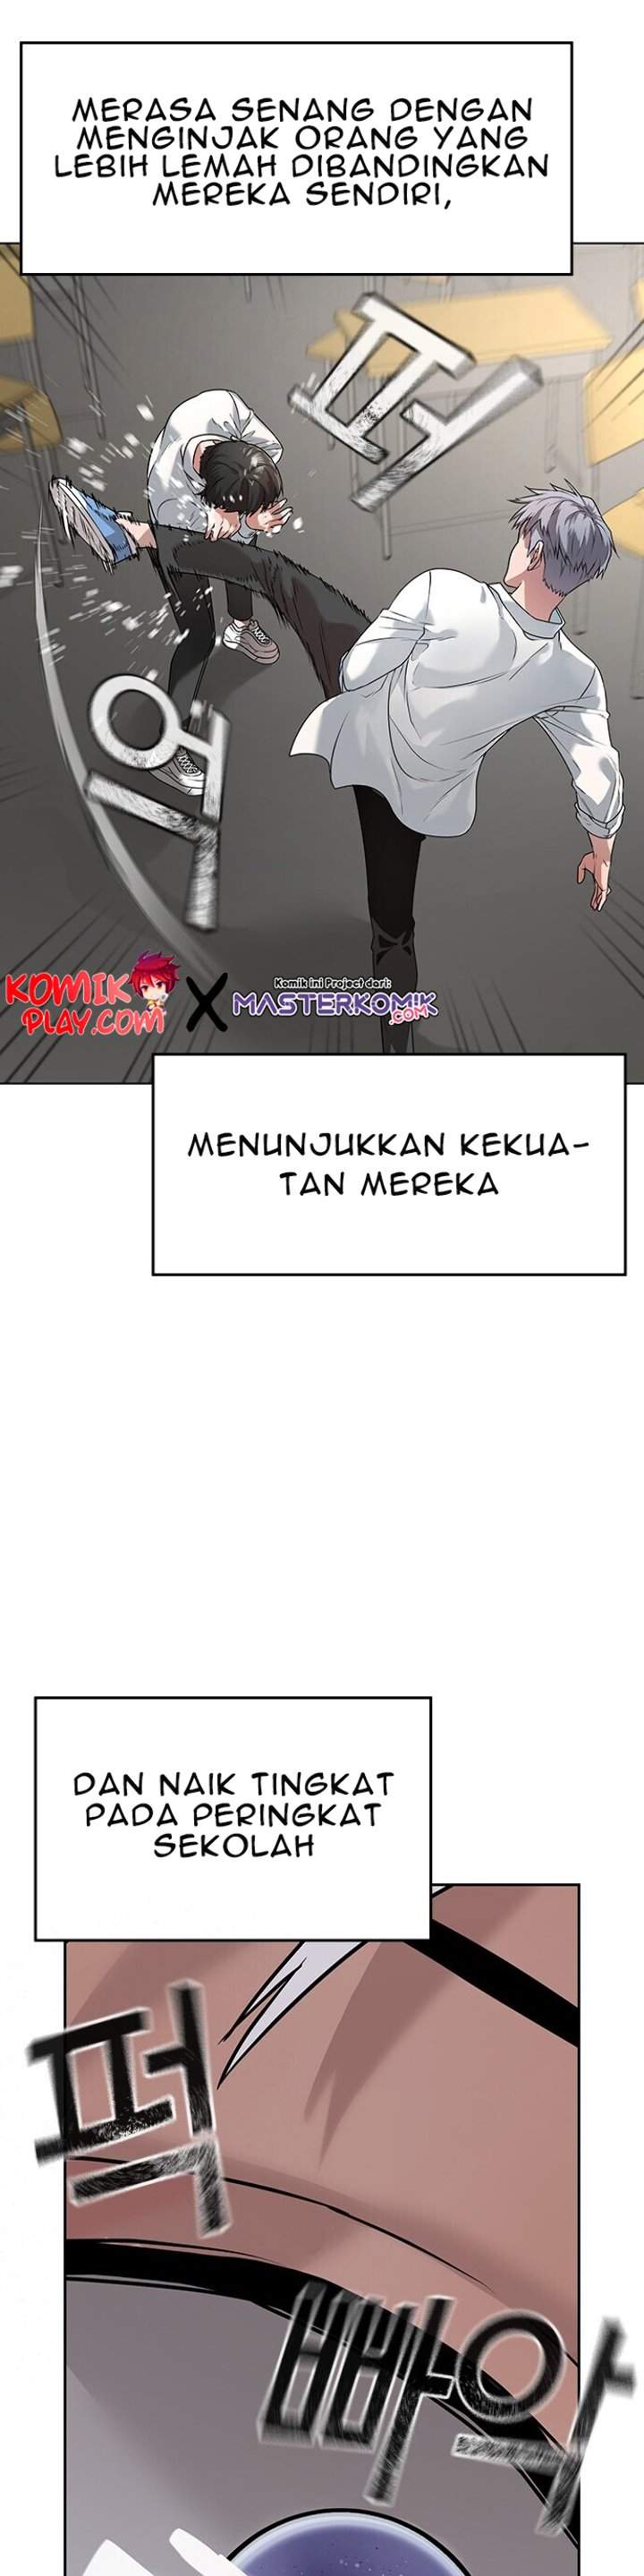 MERASA SENANG DENGAN
MENGINJAK ORANG YANG
LEBIH LEMAH DIBANDINGKAN
MEREKA SENDIRI,
퍼
억
KOMIK
PLAY.COM
X
Komik ini Project dari:
MASTERKOMIK
.COM
MENUNJUKKAN KEKUA-
TAN MEREKA
DAN NAIK TINGKAT
PADA PERINGKAT
SEKOLAH
퍽
빠악